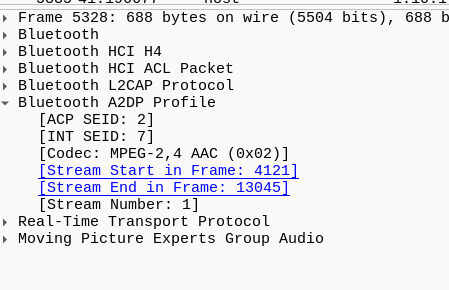 Frame 5328: 688 bytes on wire (5504 bits), 688 b
Bluetooth
Bluetooth HCI H4
Bluetooth HCI ACL Packet
Bluetooth L2CAP Protocol
Bluetooth A2DP Profile
[ACP SEID: 2]
[INT SEID: 7]
[Codec: MPEG-2,4 AAC (0x02)]
[Stream Start in Frame: 4121]
[Stream End in Frame: 13045]
[Stream Number: 1]
Real-Time Transport Protocol
Moving Picture Experts Group Audio